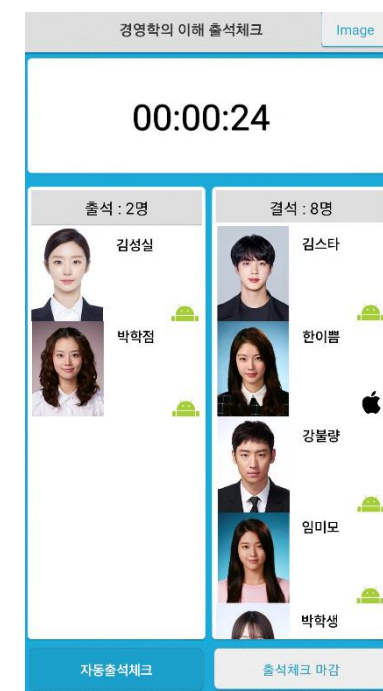 경영학의 이해 출석체크
Image
00:00:24
출석 : 2명
김성실
박학점
결석 : 8명
김스타
한이쁨
강불량
임미모
박학생
자동출석체크
출석체크 마감